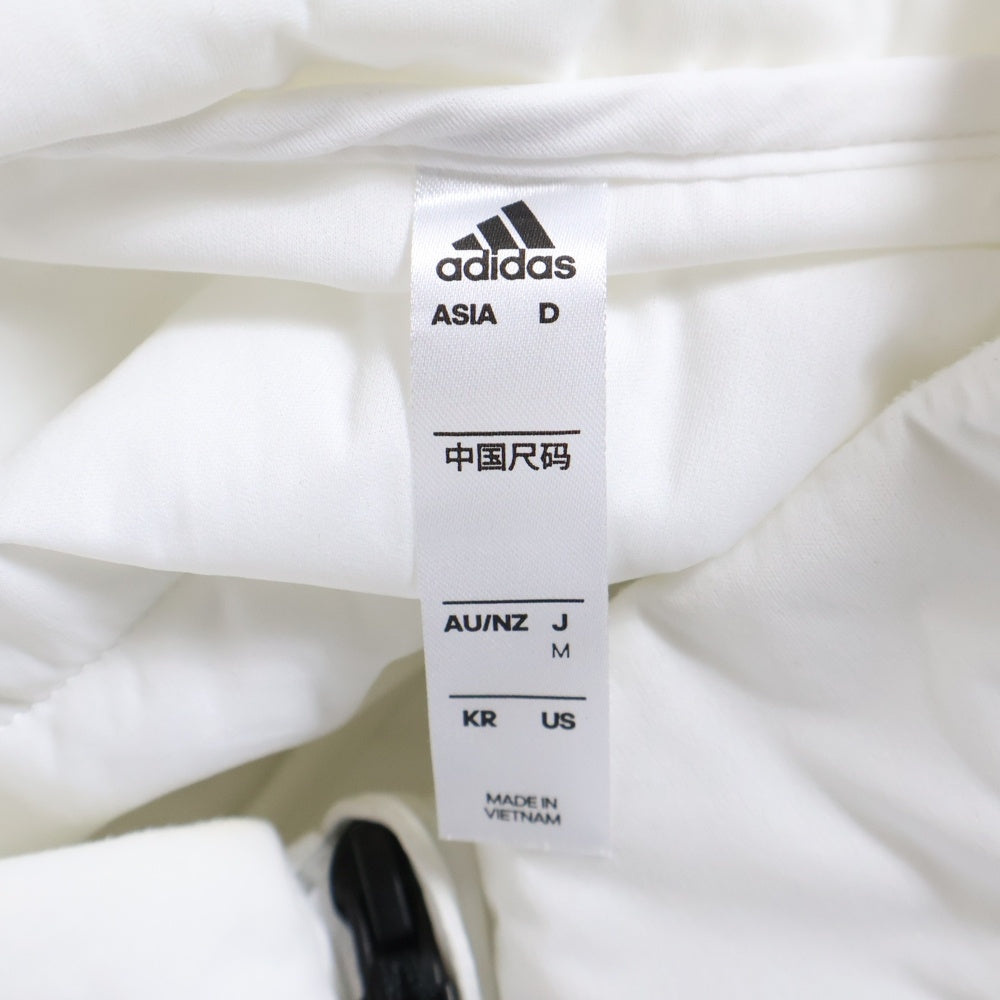 adidas
ASIA D
中国尺码
AU/NZ J
M
KR US
MADE IN
VIETNAM